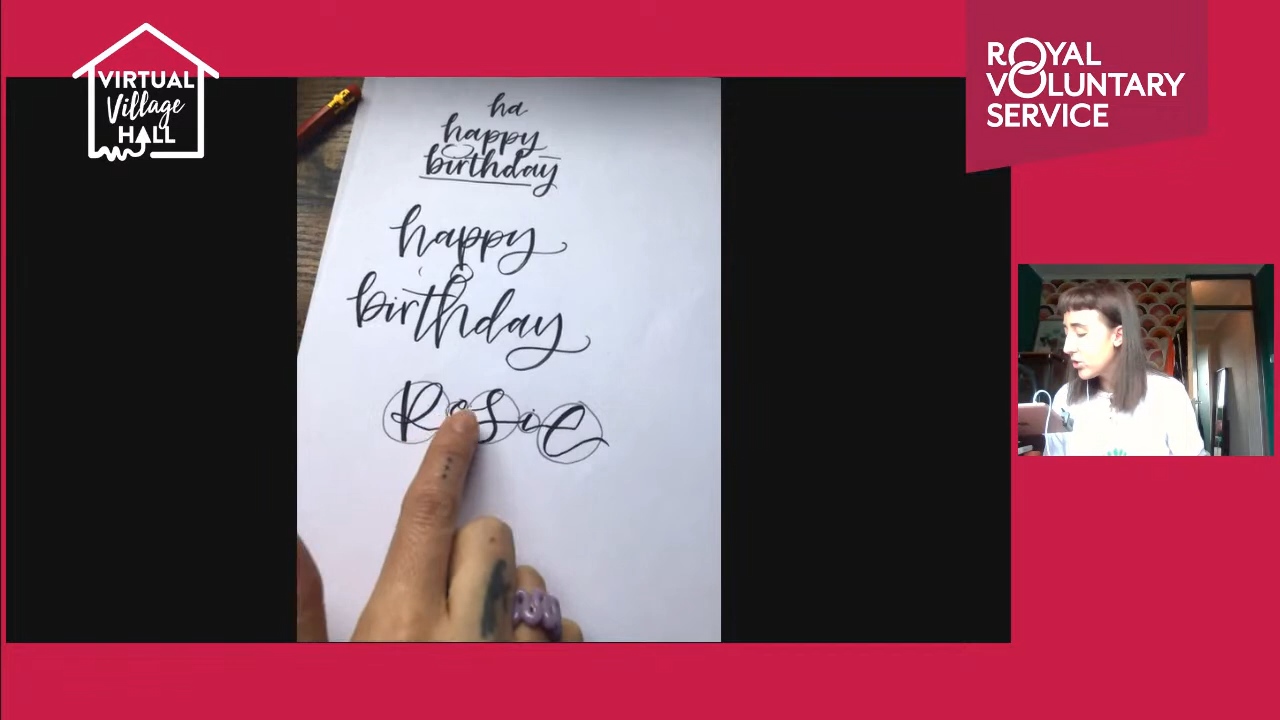 VIRTUAL
Village
HALL
ROYAL
VOLUNTARY
SERVICE
ha
happy
birthday
happy
birthday
Rosie